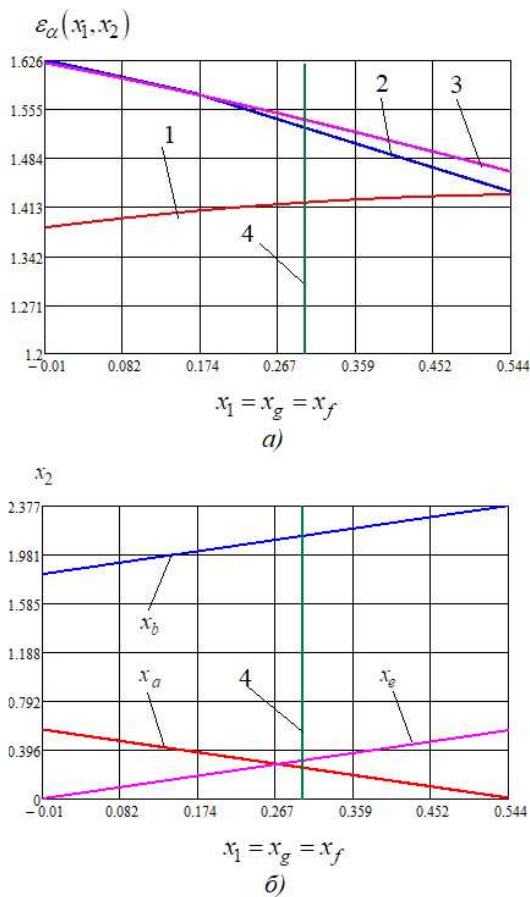 εα(x1,x2)
1.626
1.555
1.484
1.413
1.342
1.271
1.2
1
2
3
4
−0.01 0.082 0.174 0.267 0.359 0.452 0.544
x1 = xg = xf
а)
x2
2.377
1.981
1.585
1.188
0.792
0.396
0
xb
xa
4
xe
−0.01 0.082 0.174 0.267 0.359 0.452 0.544
x1 = xg = xf
б)